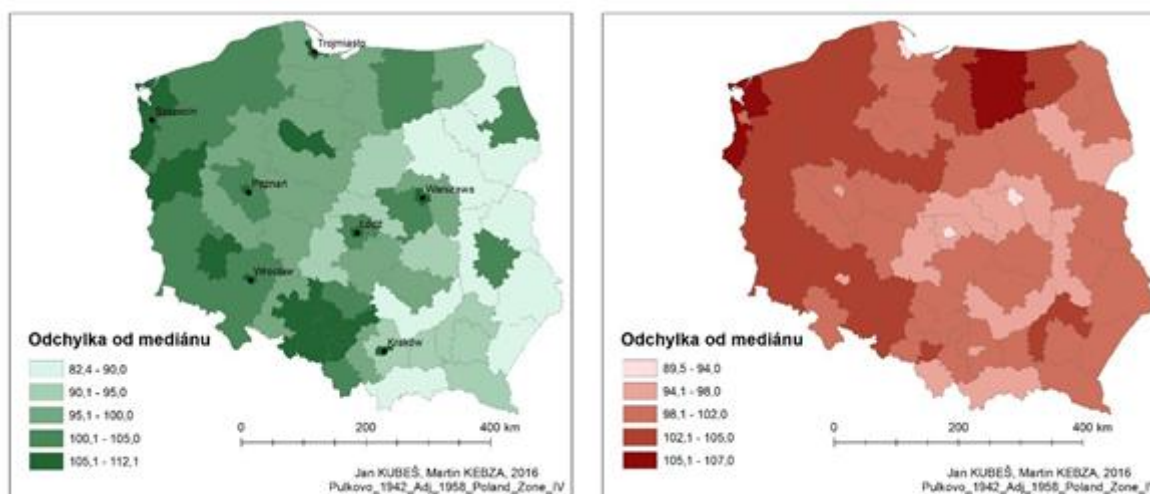 Trojmiasto
Szczecin
Poznań
Warszawa
Łódź
Wrocław
Kraków
Odchylka od mediánu
82,4 - 90,0
90,1 - 95,0
95,1 - 100,0
100,1 - 105,0
105,1 - 112,1
0 200 400 km
Jan KUBEŠ, Martin KEBZA, 2016
Pulkovo_1942_Adj_1958_Poland_Zone_IV
Odchylka od mediánu
89,5 - 94,0
94,1 - 98,0
98,1 - 102,0
102,1 - 105,0
105,1 - 107,0
0 200 400 km
Jan KUBEŠ, Martin KEBZA, 2016
Pulkovo_1942_Adj_1958_Poland_Zone_IV